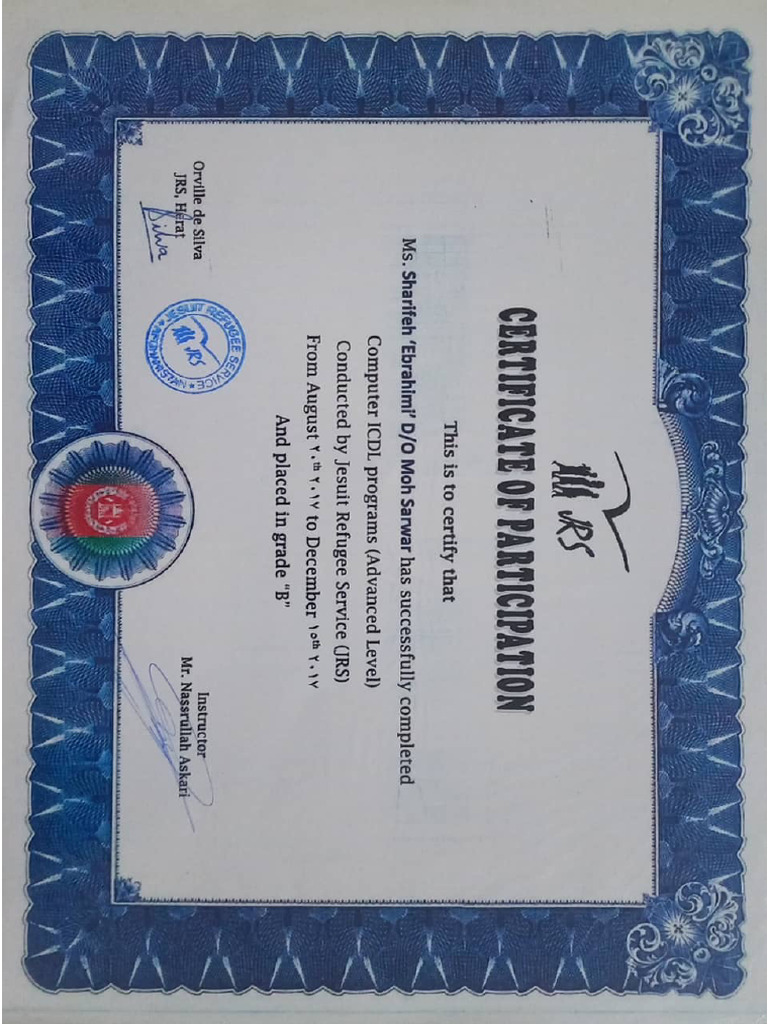 JRS
CERTIFICATE OF PARTICIPATION
This is to certify that
Ms. Sharifeh 'Ebrahimi' D/O Moh Sarwar has successfully completed
Computer ICDL programs (Advanced Level)
Conducted by Jesuit Refugee Service (JRS)
From August ٢٠th ٢٠١٧ to December ١٥th ٢٠١٧
And placed in grade "B"
Orville de Silva
JRS, Herat
Silva
JESUIT REFUGEE SERVICE
JRS
Instructor
Mr. Nassrullah Askari